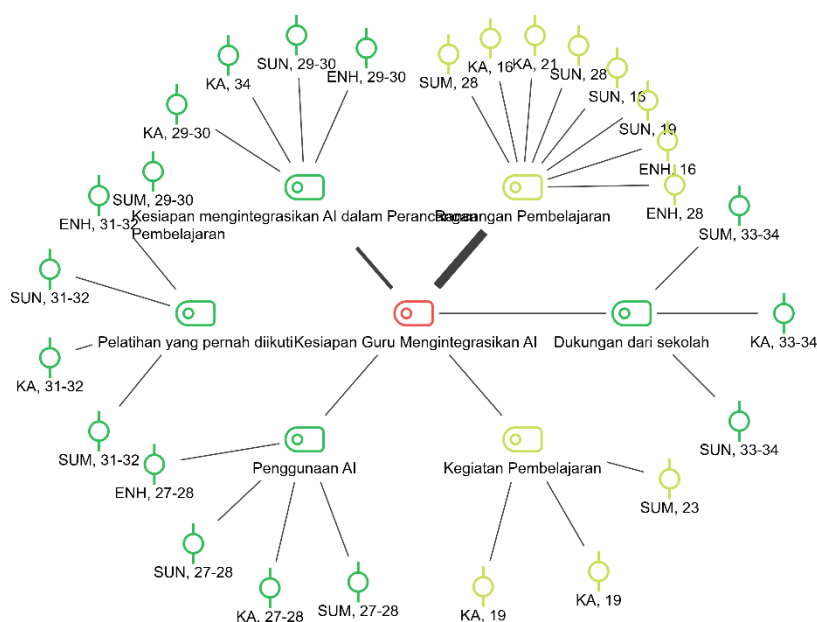 SUN, 29-30
ENH, 29-30
KA, 34
KA, 29-30
SUM, 28
KA, 16
KA, 21
SUN, 28
SUN, 16
SUN, 19
ENH, 16
ENH, 28
SUM, 29-30
ENH, 31-32
Kesiapan mengintegrasikan AI dalam Perancangan
Pembelajaran
Rancangan Pembelajaran
SUM, 33-34
SUN, 31-32
Pelatihan yang pernah diikuti
Kesiapan Guru Mengintegrasikan AI
Dukungan dari sekolah
KA, 33-34
KA, 31-32
SUM, 31-32
SUN, 33-34
ENH, 27-28
Penggunaan AI
Kegiatan Pembelajaran
SUM, 23
SUN, 27-28
KA, 27-28
SUM, 27-28
KA, 19
KA, 19